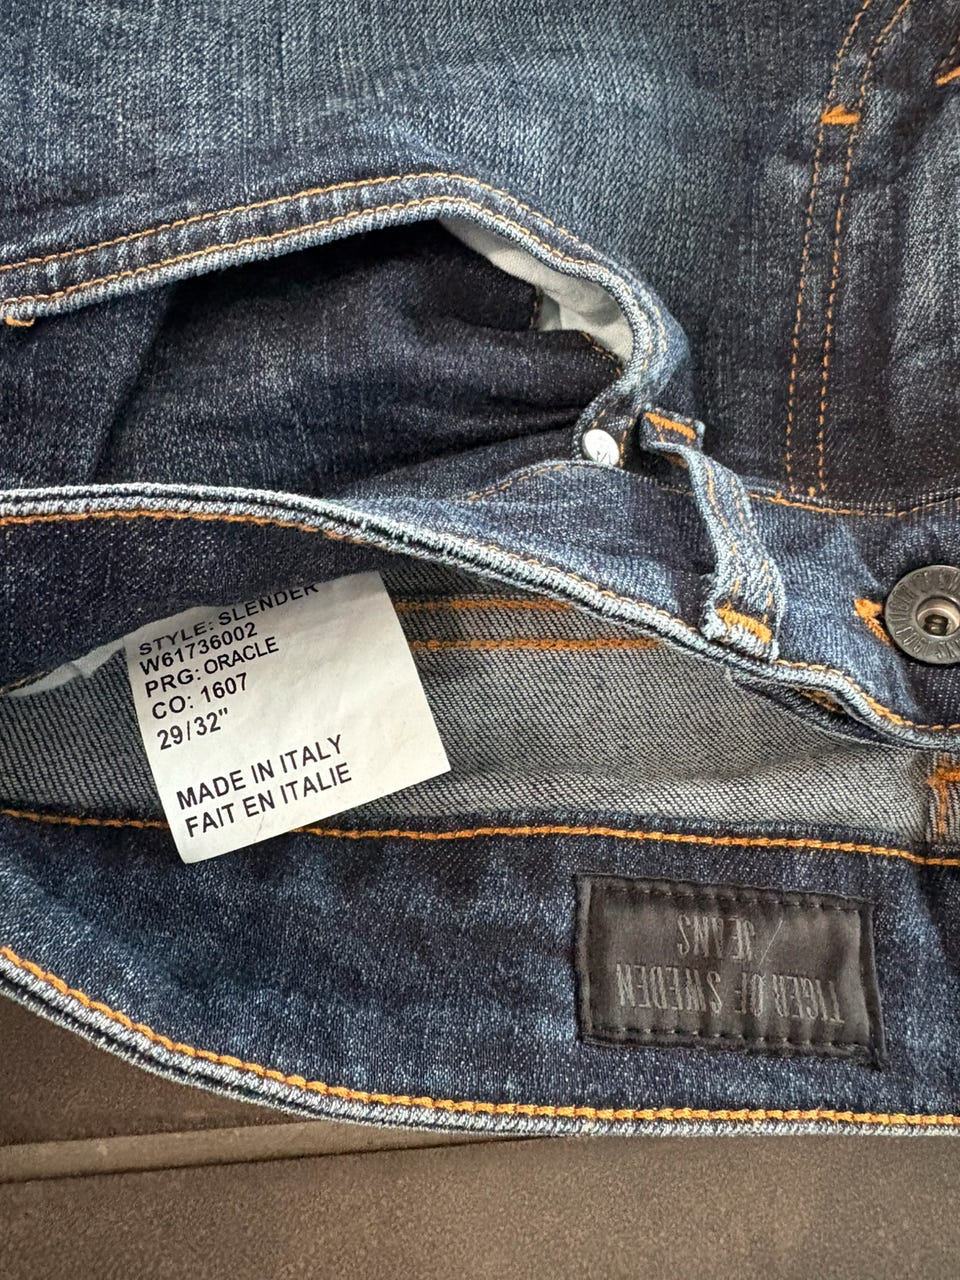 STYLE: SLENDER
W61736002
PRG: ORACLE
CO: 1607
29/32"
MADE IN ITALY
FAIT EN ITALIE
TIGER OF SWEDEN
/
JEANS